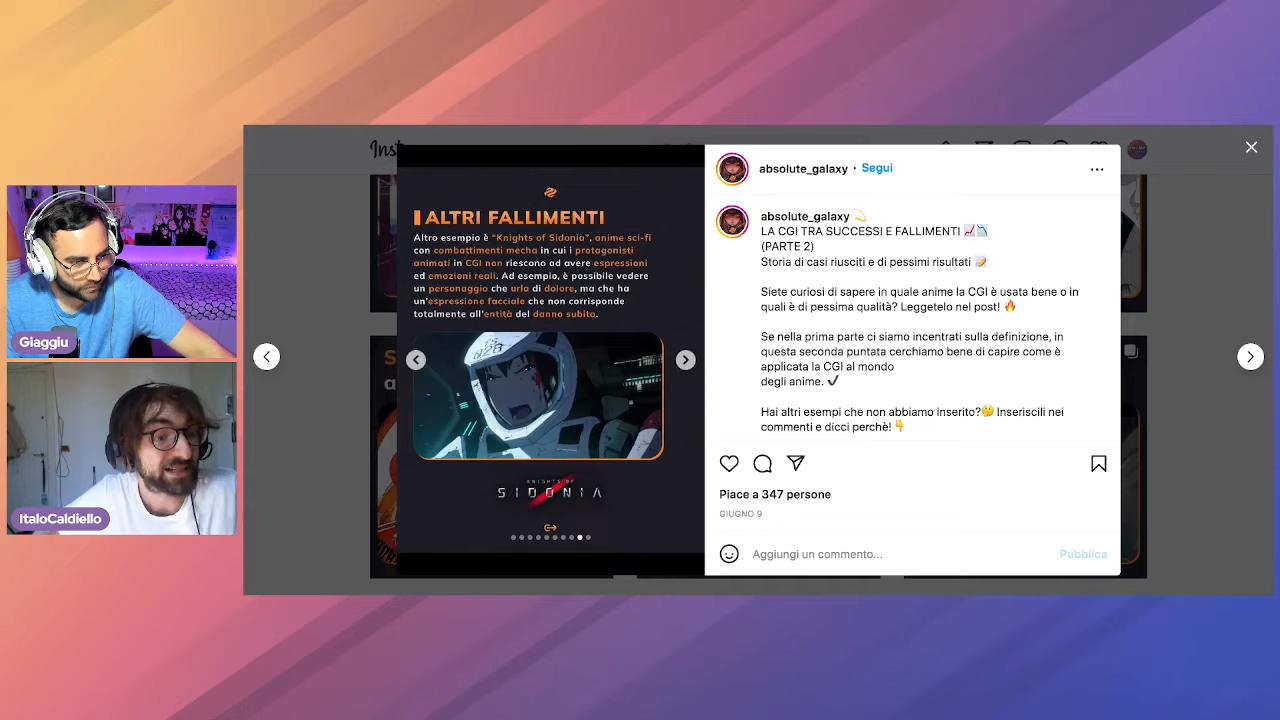 Inst
absolute_galaxy · Segui
ALTRI FALLIMENTI
Altro esempio è "Knights of Sidonia", anime sci-fi
con combattimenti mecha in cui i protagonisti
animati in CGI non riescono ad avere espressioni
ed emozioni reali. Ad esempio, è possibile vedere
un personaggio che urla di dolore, ma che ha
un'espressione facciale che non corrisponde
totalmente all'entità del danno subito.
KNIGHTS OF
SIDONIA
absolute_galaxy 💫
LA CGI TRA SUCCESSI E FALLIMENTI 📈📉
(PARTE 2)
Storia di casi riusciti e di pessimi risultati 📝
Siete curiosi di sapere in quale anime la CGI è usata bene o in
quali è di pessima qualità? Leggetelo nel post! 🔥
Se nella prima parte ci siamo incentrati sulla definizione, in
questa seconda puntata cerchiamo bene di capire come è
applicata la CGI al mondo
degli anime. ✔
Hai altri esempi che non abbiamo inserito?🤔 Inseriscili nei
commenti e dicci perchè! 👇
Piace a 347 persone
GIUGNO 9
Aggiungi un commento... Pubblica
Giaggiu
ItaloCaldiello